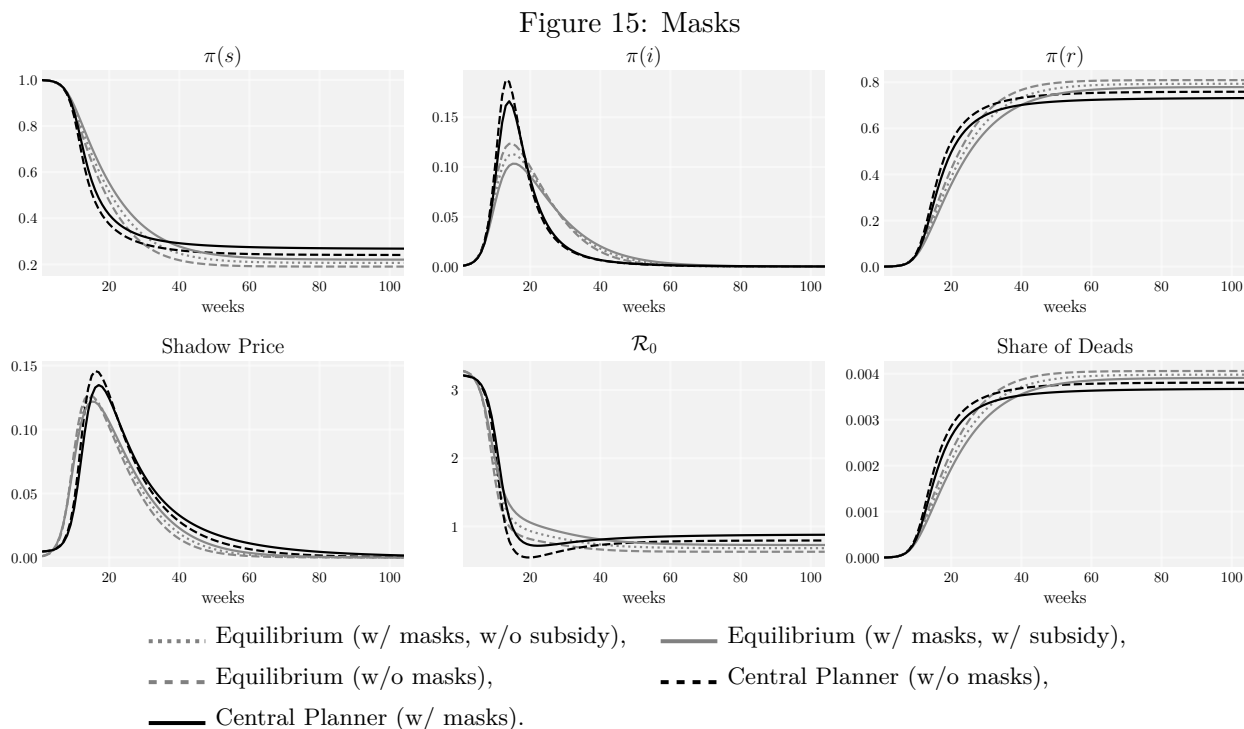 Figure 15: Masks
π(s)
1.0
0.8
0.6
0.4
0.2
20 40 60 80 100
weeks
π(i)
0.15
0.10
0.05
0.00
20 40 60 80 100
weeks
π(r)
0.8
0.6
0.4
0.2
0.0
20 40 60 80 100
weeks
Shadow Price
0.15
0.10
0.05
0.00
20 40 60 80 100
weeks
ℛ₀
3
2
1
20 40 60 80 100
weeks
Share of Deads
0.004
0.003
0.002
0.001
0.000
20 40 60 80 100
weeks
Equilibrium (w/ masks, w/o subsidy),
Equilibrium (w/ masks, w/ subsidy),
Equilibrium (w/o masks),
Central Planner (w/o masks),
Central Planner (w/ masks).